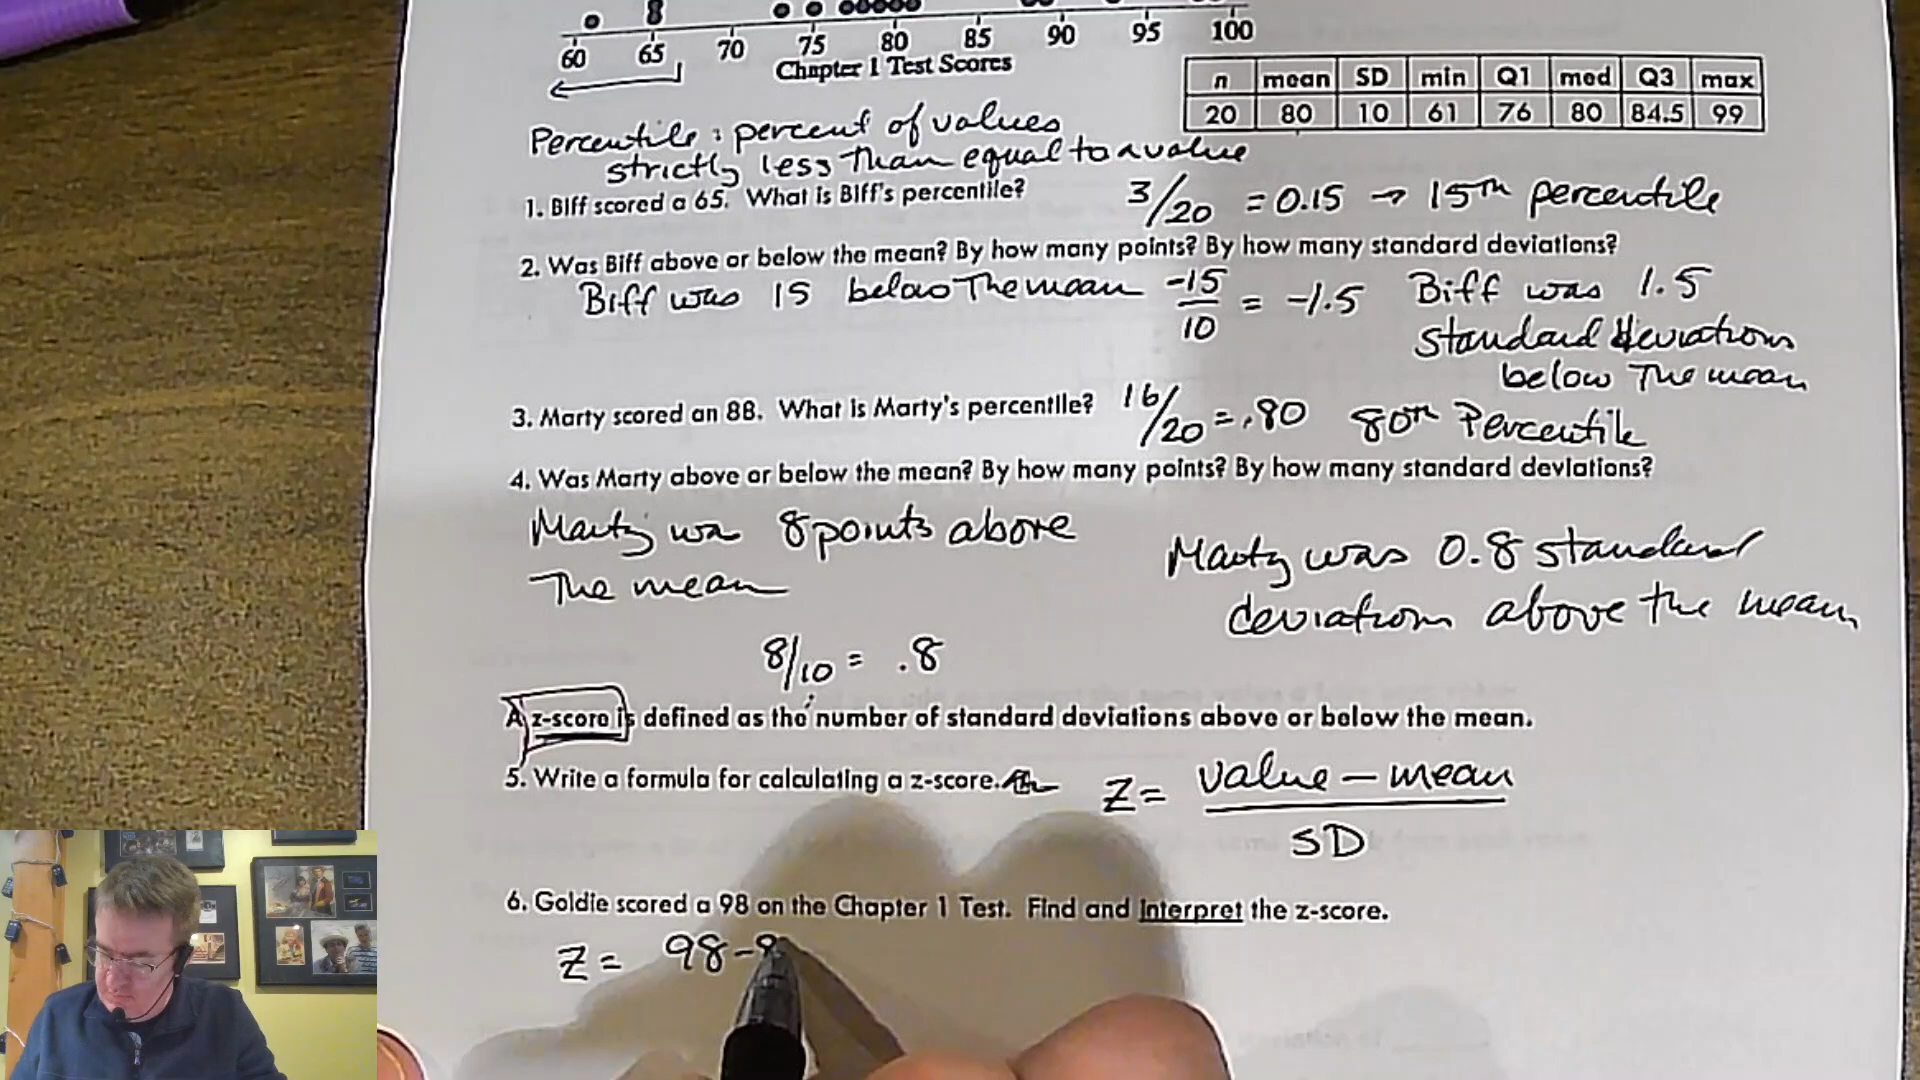 60 65 70 75 80 85 90 95 100
Chapter 1 Test Scores
n mean SD min Q1 med Q3 max
20 80 10 61 76 80 84.5 99
Percentile: percent of values
strictly less than equal to a value
1. Biff scored a 65. What is Biff's percentile? 3/20 = 0.15 → 15th percentile
2. Was Biff above or below the mean? By how many points? By how many standard deviations?
Biff was 15 below The mean -15/10 = -1.5 Biff was 1.5
standard deviations
below The mean
3. Marty scored an 88. What is Marty's percentile? 16/20 = .80 80th Percentile
4. Was Marty above or below the mean? By how many points? By how many standard deviations?
Marty was 8 points above
The mean
Marty was 0.8 standard
deviations above the mean
8/10 = .8
A z-score is defined as the number of standard deviations above or below the mean.
5. Write a formula for calculating a z-score. Z = value - mean
SD
6. Goldie scored a 98 on the Chapter 1 Test. Find and interpret the z-score.
Z = 98-8